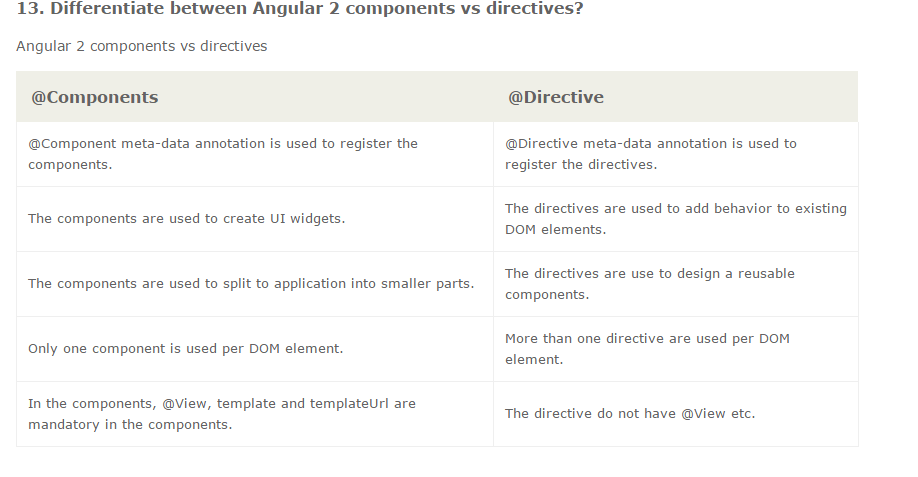 13. Differentiate between Angular 2 components vs directives?
Angular 2 components vs directives
@Components
@Directive
@Component meta-data annotation is used to register the
components.
@Directive meta-data annotation is used to
register the directives.
The components are used to create UI widgets.
The directives are used to add behavior to existing
DOM elements.
The components are used to split to application into smaller parts.
The directives are use to design a reusable
components.
Only one component is used per DOM element.
More than one directive are used per DOM
element.
In the components, @View, template and templateUrl are
mandatory in the components.
The directive do not have @View etc.